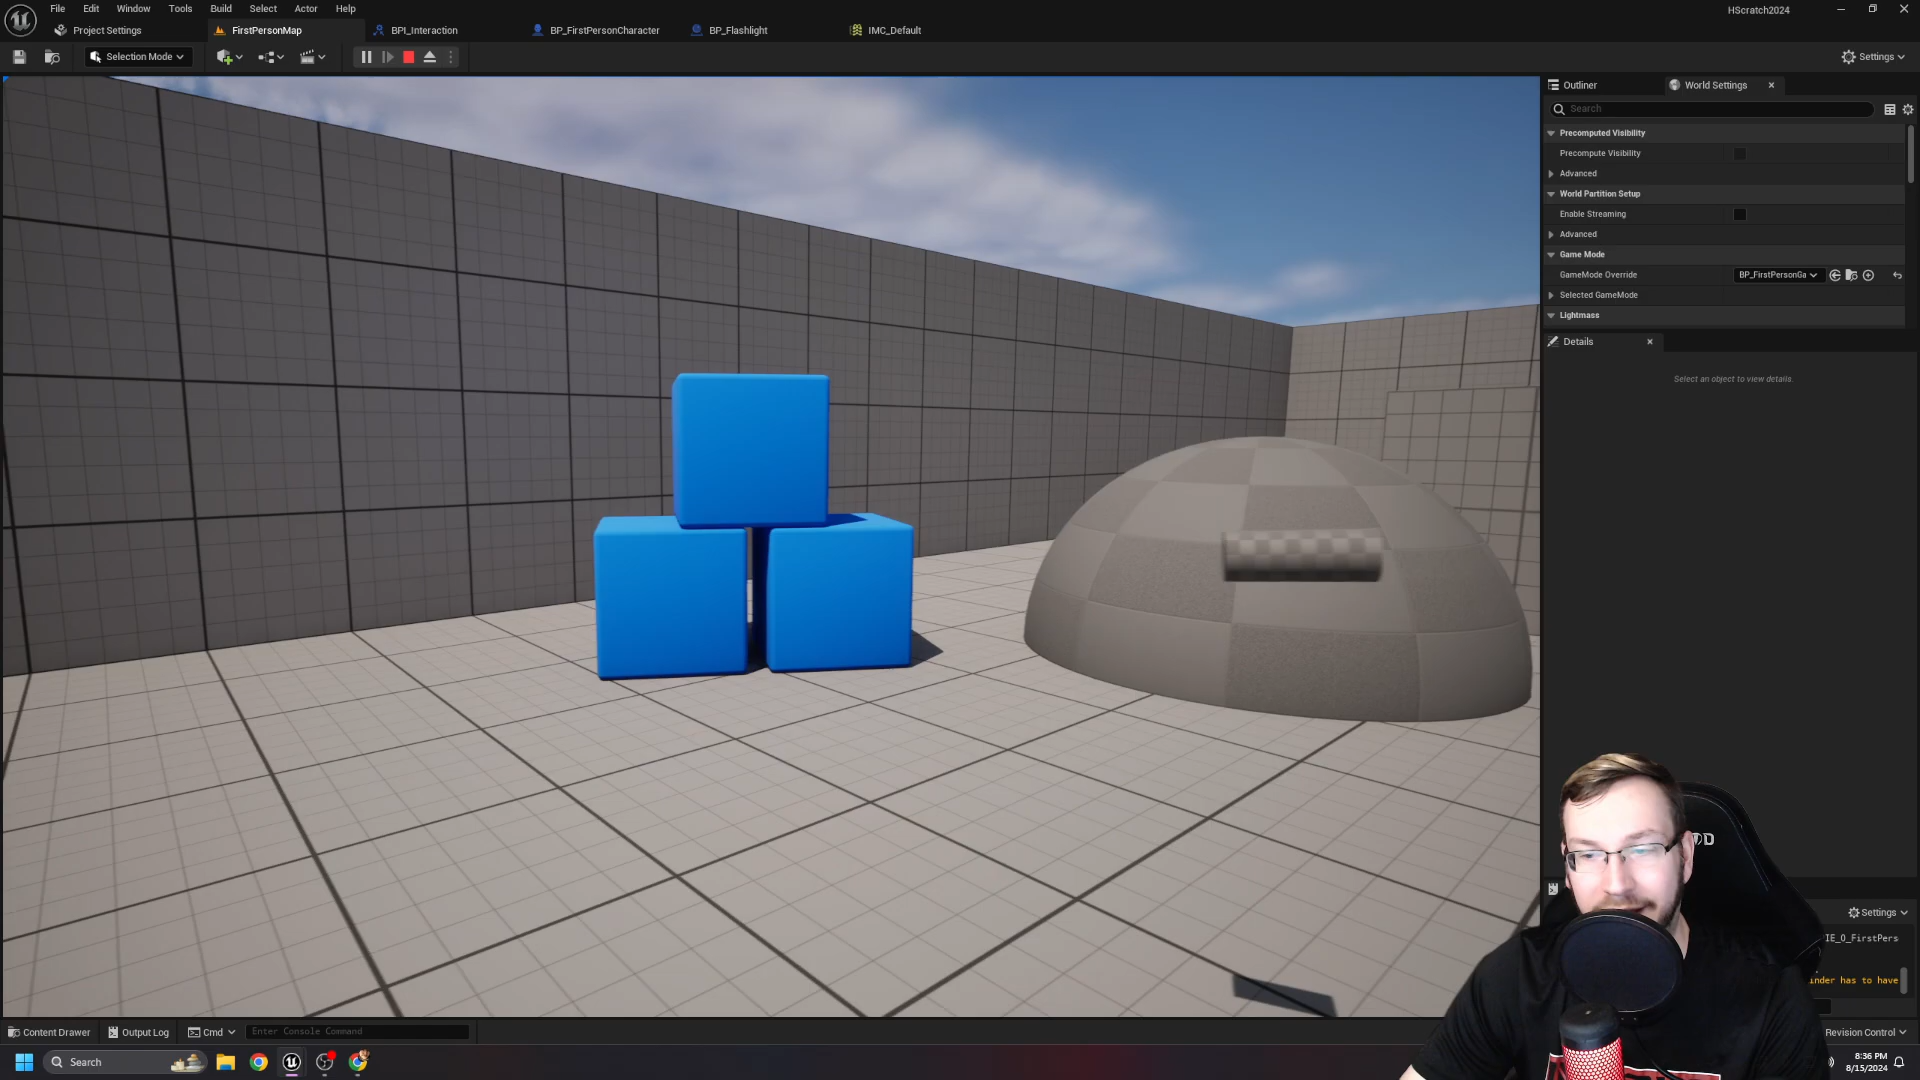 File Edit Window Tools Build Select Actor Help
HScratch2024
Project Settings
FirstPersonMap
BPI_Interaction
BP_FirstPersonCharacter
BP_Flashlight
IMC_Default
Selection Mode
Settings
Outliner
World Settings
Search
Precomputed Visibility
Precompute Visibility
Advanced
World Partition Setup
Enable Streaming
Advanced
Game Mode
GameMode Override
BP_FirstPersonGa
Selected GameMode
Lightmass
Details
Select an object to view details.
Settings
IE_0_FirstPers
inder has to have
Content Drawer
Output Log
Cmd
Enter Console Command
Revision Control
Search
8:36 PM
8/15/2024